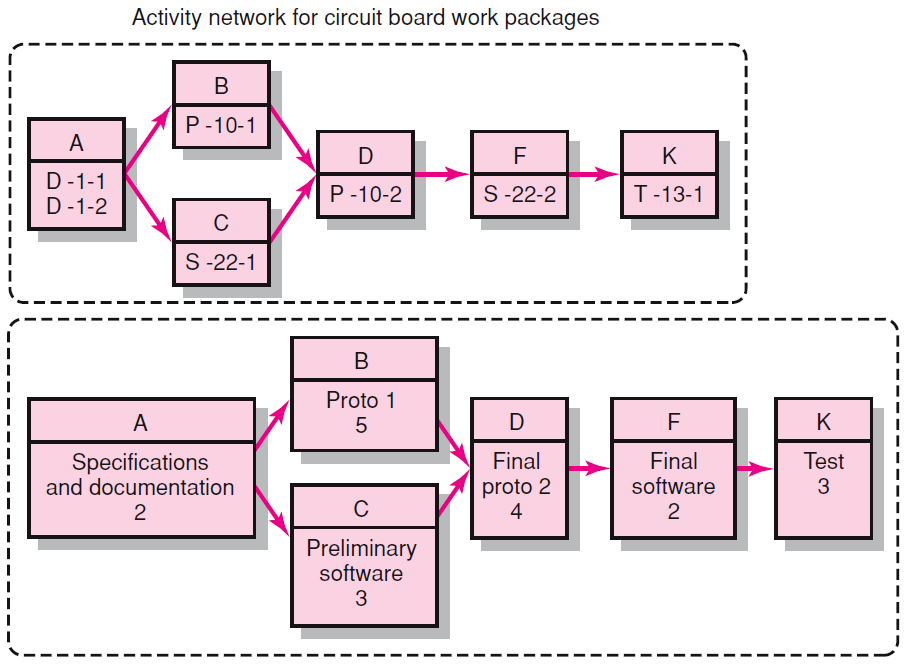 Activity network for circuit board work packages
A
D -1-1
D -1-2
B
P -10-1
C
S -22-1
D
P -10-2
F
S -22-2
K
T -13-1
A
Specifications
and documentation
2
B
Proto 1
5
C
Preliminary
software
3
D
Final
proto 2
4
F
Final
software
2
K
Test
3